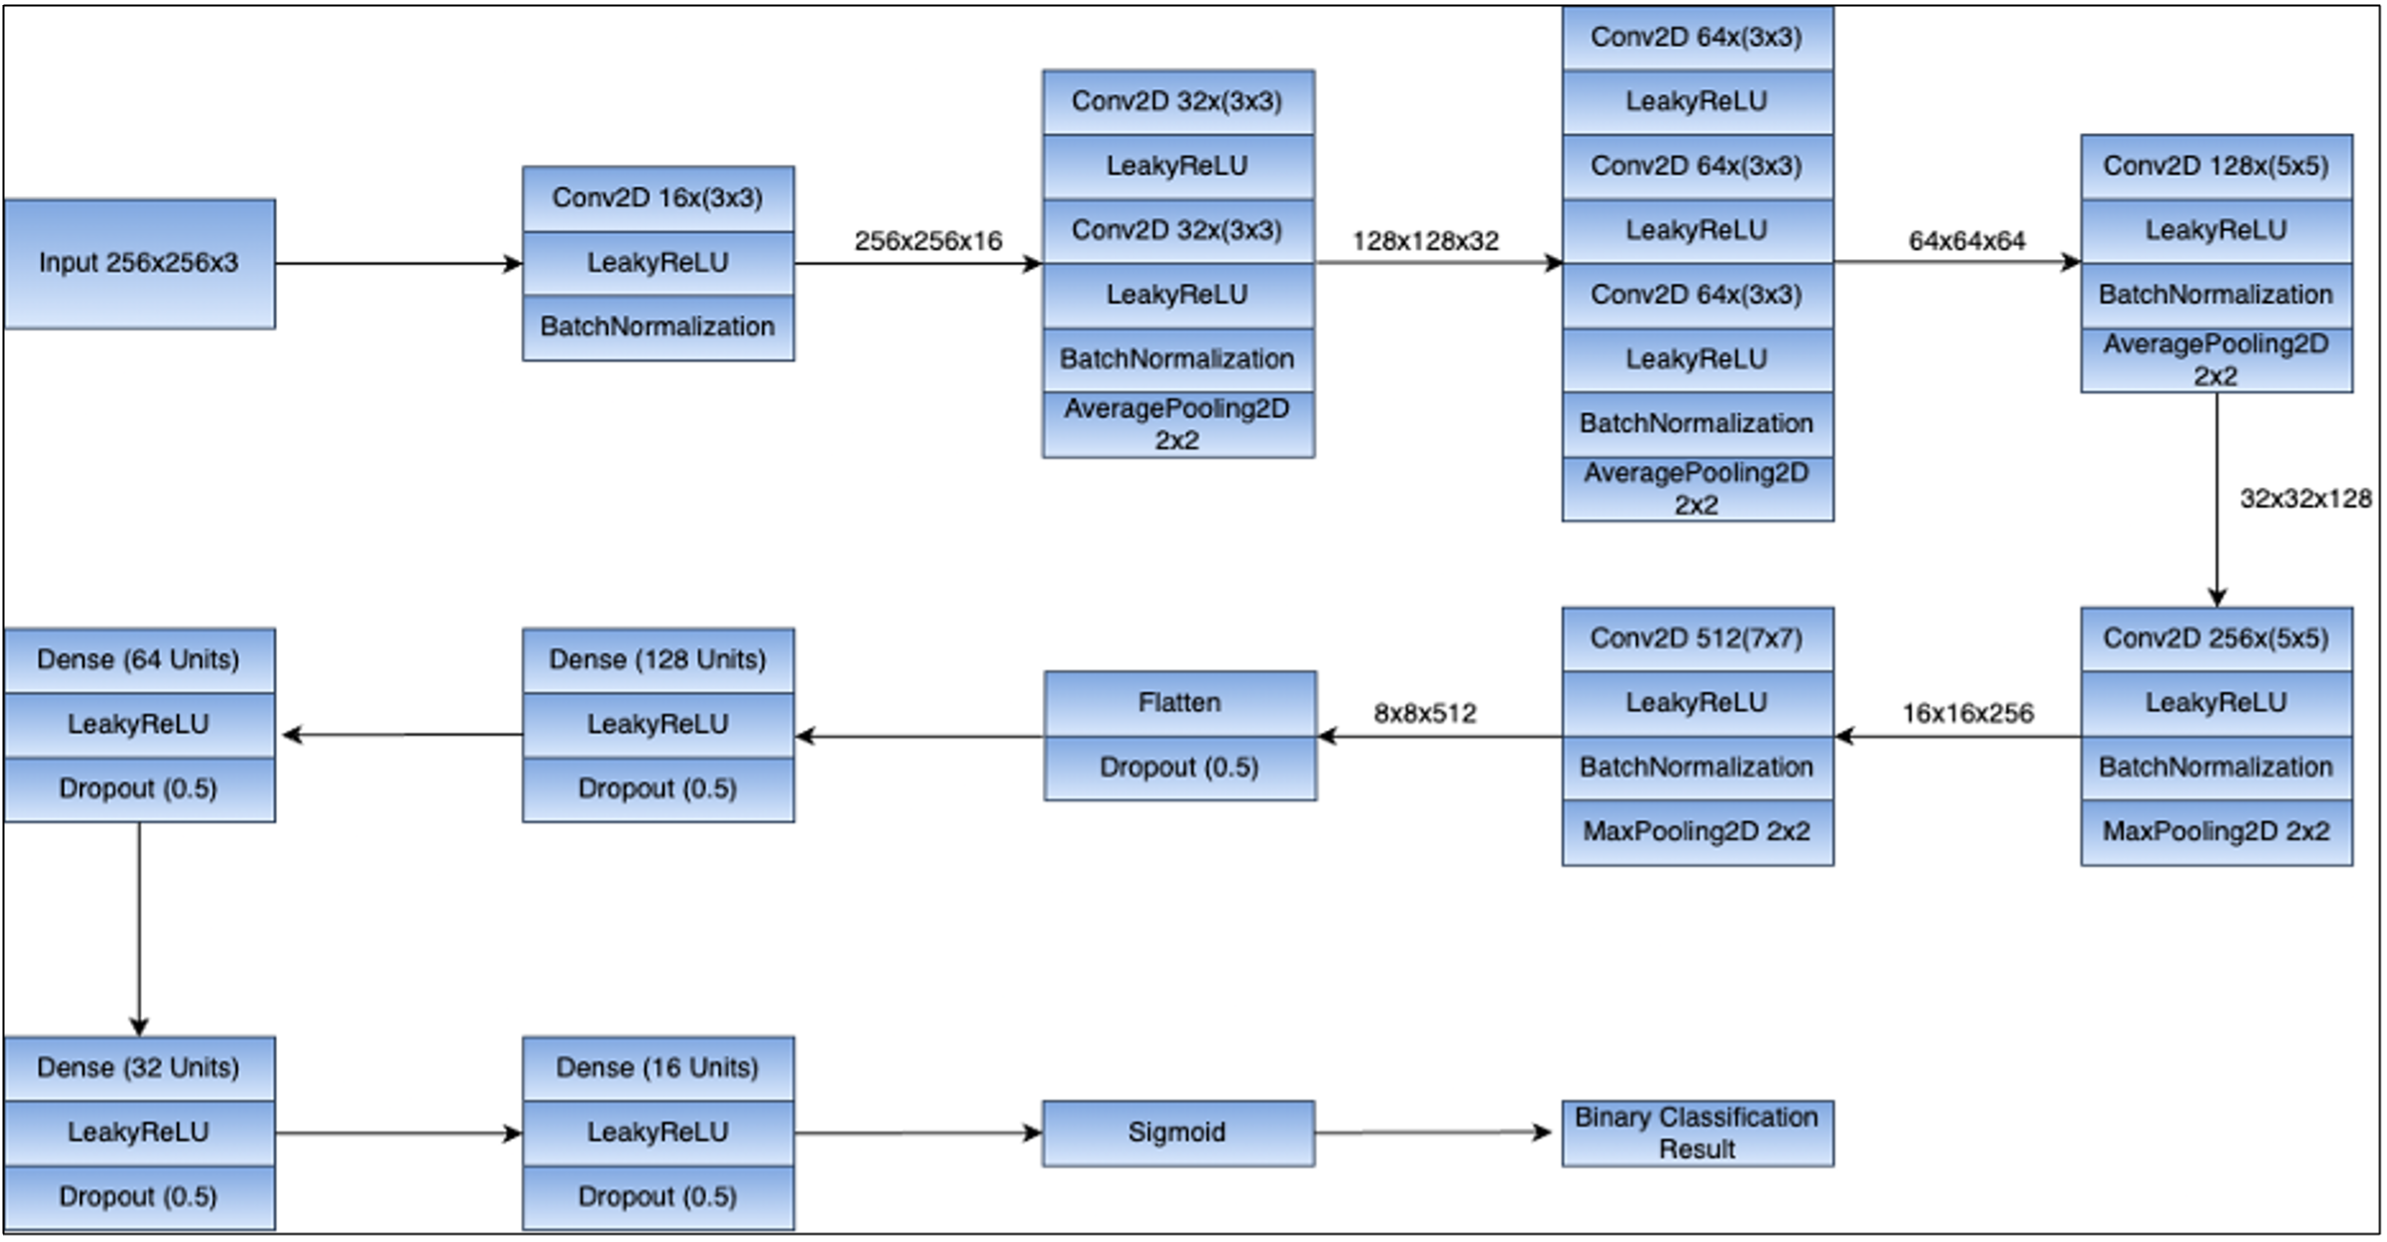 Input 256x256x3
Conv2D 16x(3x3)
LeakyReLU
BatchNormalization
256x256x16
Conv2D 32x(3x3)
LeakyReLU
Conv2D 32x(3x3)
LeakyReLU
BatchNormalization
AveragePooling2D
2x2
128x128x32
Conv2D 64x(3x3)
LeakyReLU
Conv2D 64x(3x3)
LeakyReLU
Conv2D 64x(3x3)
LeakyReLU
BatchNormalization
AveragePooling2D
2x2
64x64x64
Conv2D 128x(5x5)
LeakyReLU
BatchNormalization
AveragePooling2D
2x2
32x32x128
Conv2D 256x(5x5)
LeakyReLU
BatchNormalization
MaxPooling2D 2x2
16x16x256
Conv2D 512(7x7)
LeakyReLU
BatchNormalization
MaxPooling2D 2x2
8x8x512
Flatten
Dropout (0.5)
Dense (128 Units)
LeakyReLU
Dropout (0.5)
Dense (64 Units)
LeakyReLU
Dropout (0.5)
Dense (32 Units)
LeakyReLU
Dropout (0.5)
Dense (16 Units)
LeakyReLU
Dropout (0.5)
Sigmoid
Binary Classification
Result